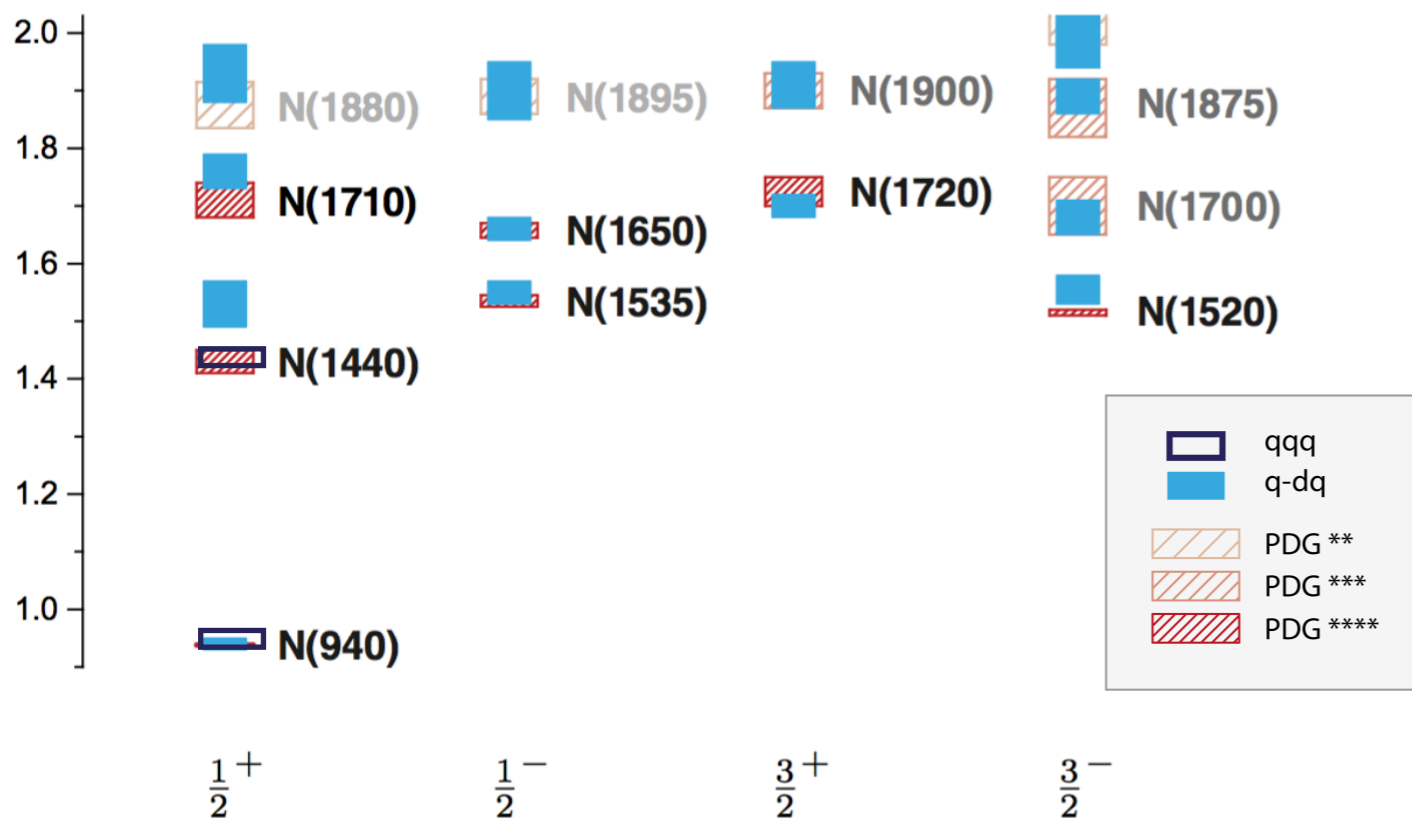 2.0
N(1880)
N(1895)
N(1900)
N(1875)
1.8
N(1710)
N(1720)
N(1700)
N(1650)
1.6
N(1535)
N(1520)
N(1440)
1.4
qqq
q-dq
1.2
PDG **
PDG ***
1.0
PDG ****
N(940)
1/2+ 1/2− 3/2+ 3/2−